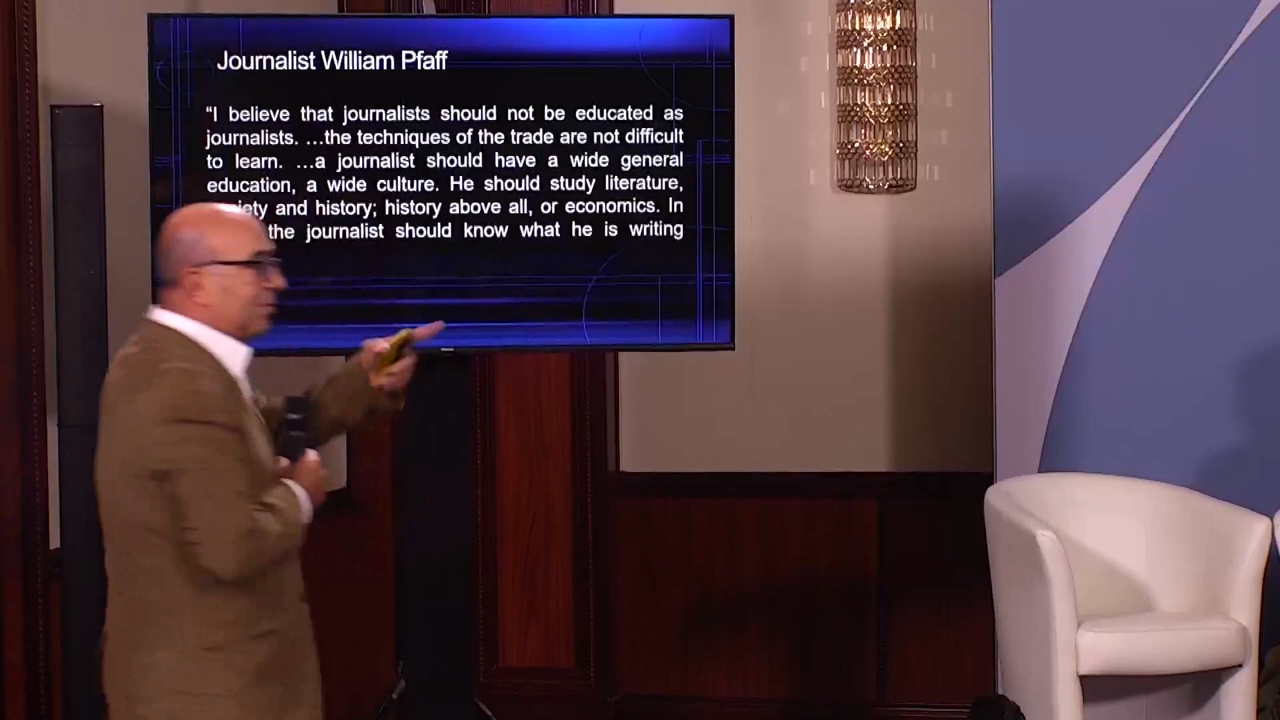 Journalist William Pfaff
“I believe that journalists should not be educated as
journalists. …the techniques of the trade are not difficult
to learn. …a journalist should have a wide general
education, a wide culture. He should study literature,
and history; history above all, or economics. In
the journalist should know what he is writing